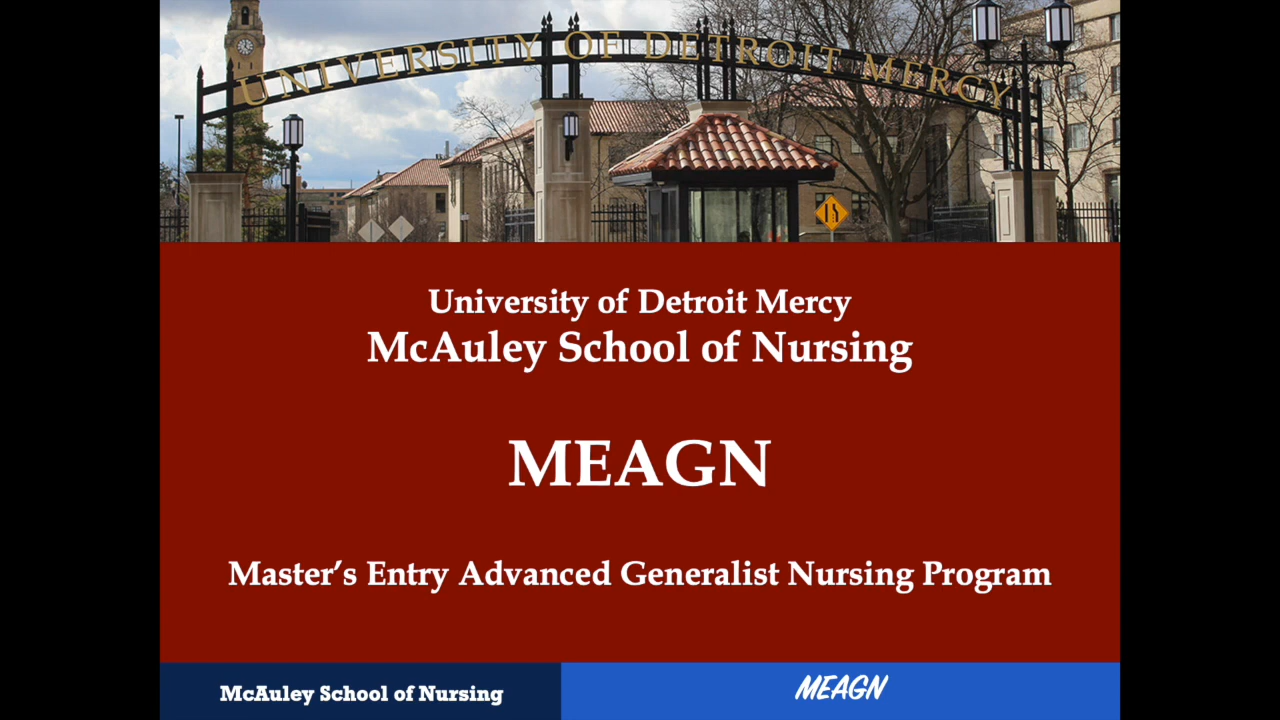 UNIVERSITY OF DETROIT MERCY
University of Detroit Mercy
McAuley School of Nursing
MEAGN
Master’s Entry Advanced Generalist Nursing Program
McAuley School of Nursing
MEAGN